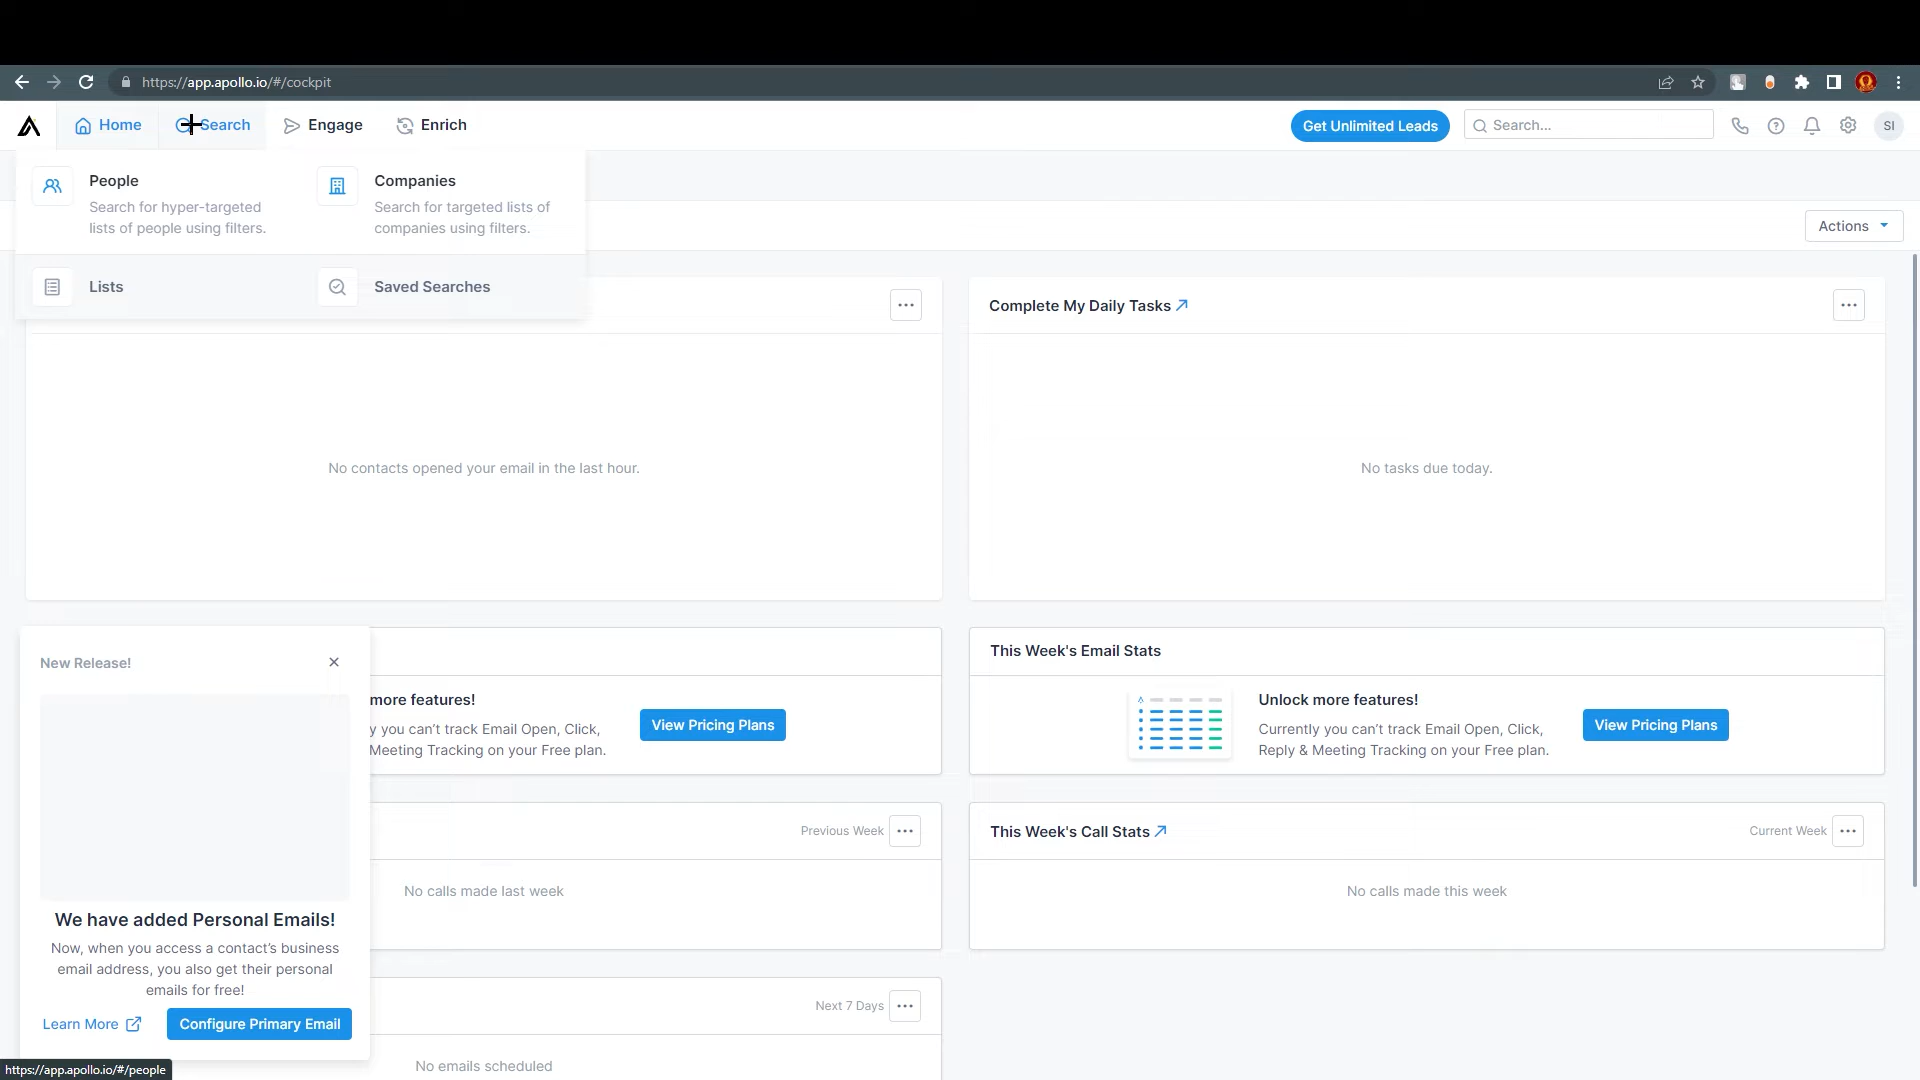 https://app.apollo.io/#/cockpit
Home
Search
Engage
Enrich
Get Unlimited Leads
Search...
SI
People
Search for hyper-targeted
lists of people using filters.
Companies
Search for targeted lists of
companies using filters.
Lists
Saved Searches
Actions
Complete My Daily Tasks
No contacts opened your email in the last hour.
No tasks due today.
New Release!
We have added Personal Emails!
Now, when you access a contact's business
email address, you also get their personal
emails for free!
Learn More
Configure Primary Email
more features!
y you can't track Email Open, Click,
Meeting Tracking on your Free plan.
View Pricing Plans
This Week's Email Stats
Unlock more features!
Currently you can't track Email Open, Click,
Reply & Meeting Tracking on your Free plan.
View Pricing Plans
Previous Week
No calls made last week
This Week's Call Stats
Current Week
No calls made this week
Next 7 Days
No emails scheduled
https://app.apollo.io/#/people